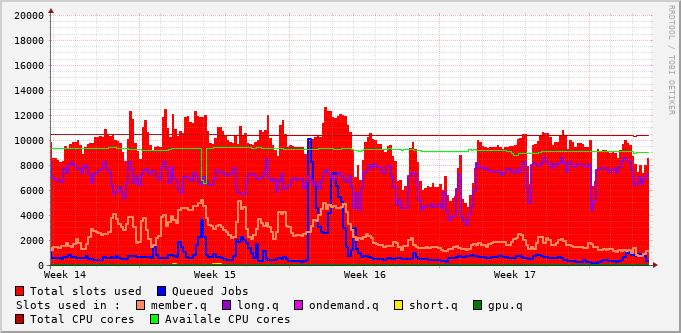 20000
18000
16000
14000
12000
10000
8000
6000
4000
2000
0
Week 14 Week 15 Week 16 Week 17
RRDTOOL / TOBI OETIKER
Total slots used Queued Jobs
Slots used in : member.q long.q ondemand.q short.q gpu.q
Total CPU cores Availale CPU cores